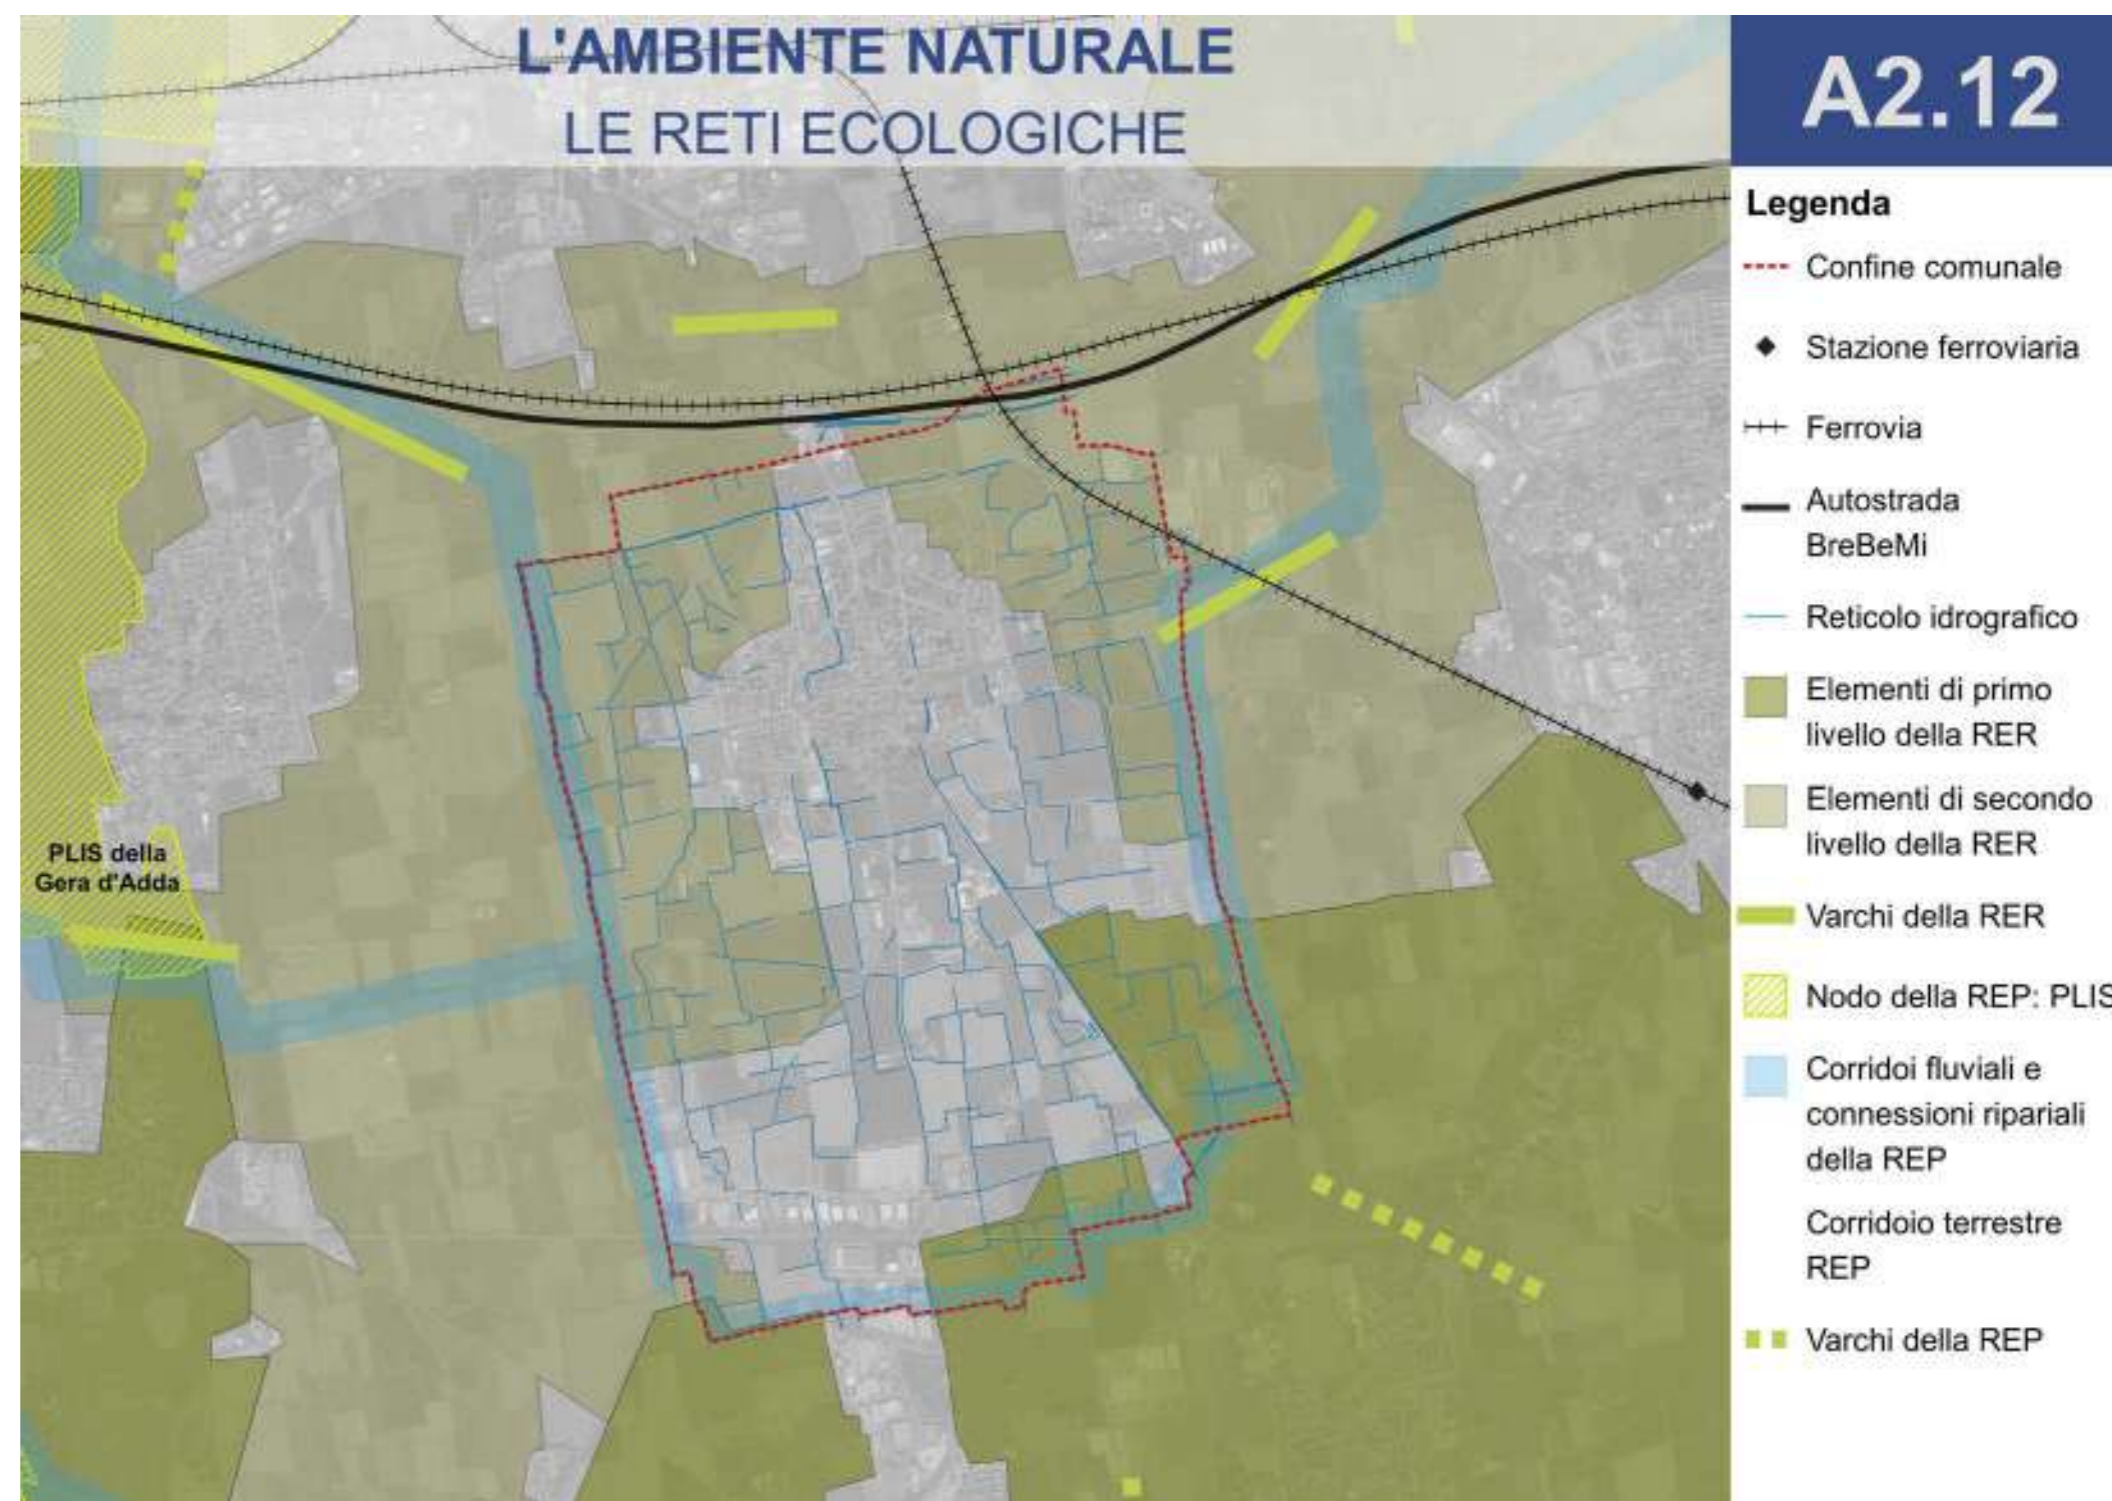 L'AMBIENTE NATURALE
LE RETI ECOLOGICHE
A2.12
Legenda
Confine comunale
Stazione ferroviaria
Ferrovia
Autostrada
BreBeMi
Reticolo idrografico
Elementi di primo
livello della RER
Elementi di secondo
livello della RER
Varchi della RER
Nodo della REP: PLIS
Corridoi fluviali e
connessioni ripariali
della REP
Corridoio terrestre
REP
Varchi della REP
PLIS della
Gera d'Adda